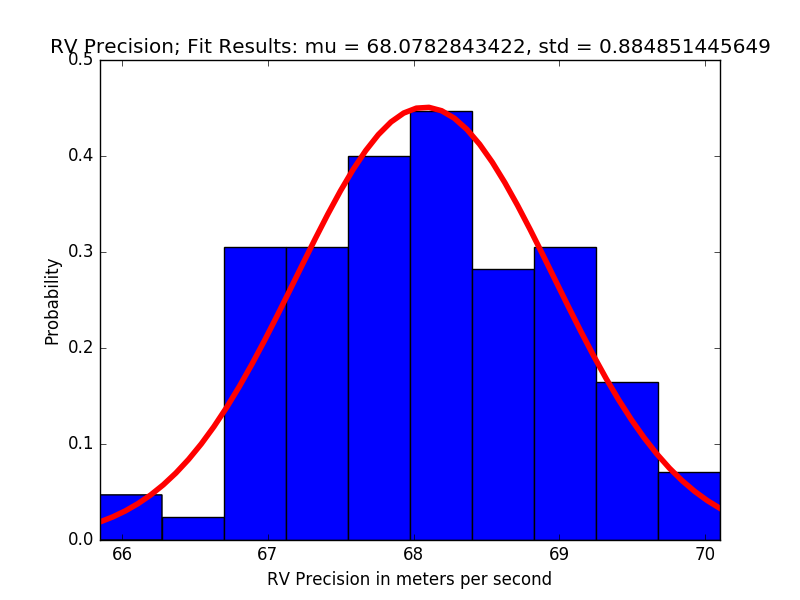 RV Precision; Fit Results: mu = 68.0782843422, std = 0.884851445649
0.5
0.4
0.3
0.2
0.1
0.0
Probability
66 67 68 69 70
RV Precision in meters per second